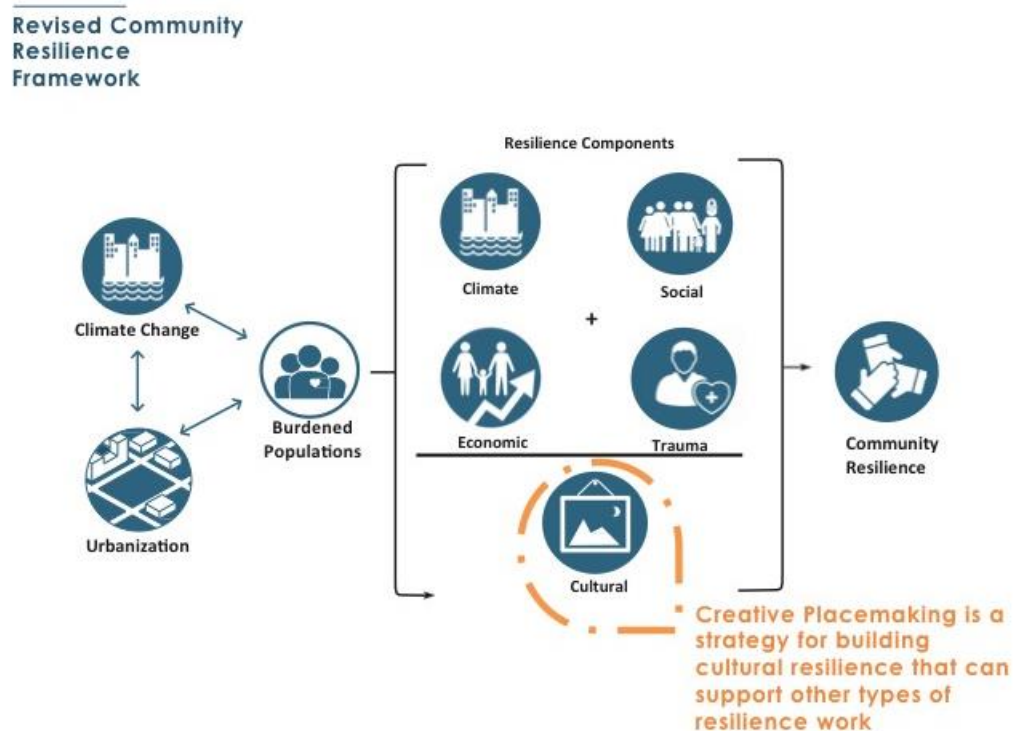 Revised Community
Resilience
Framework
Resilience Components
Climate
Social
Climate Change
+
Economic
Trauma
Burdened
Populations
Community
Resilience
Urbanization
Cultural
Creative Placemaking is a
strategy for building
cultural resilience that can
support other types of
resilience work